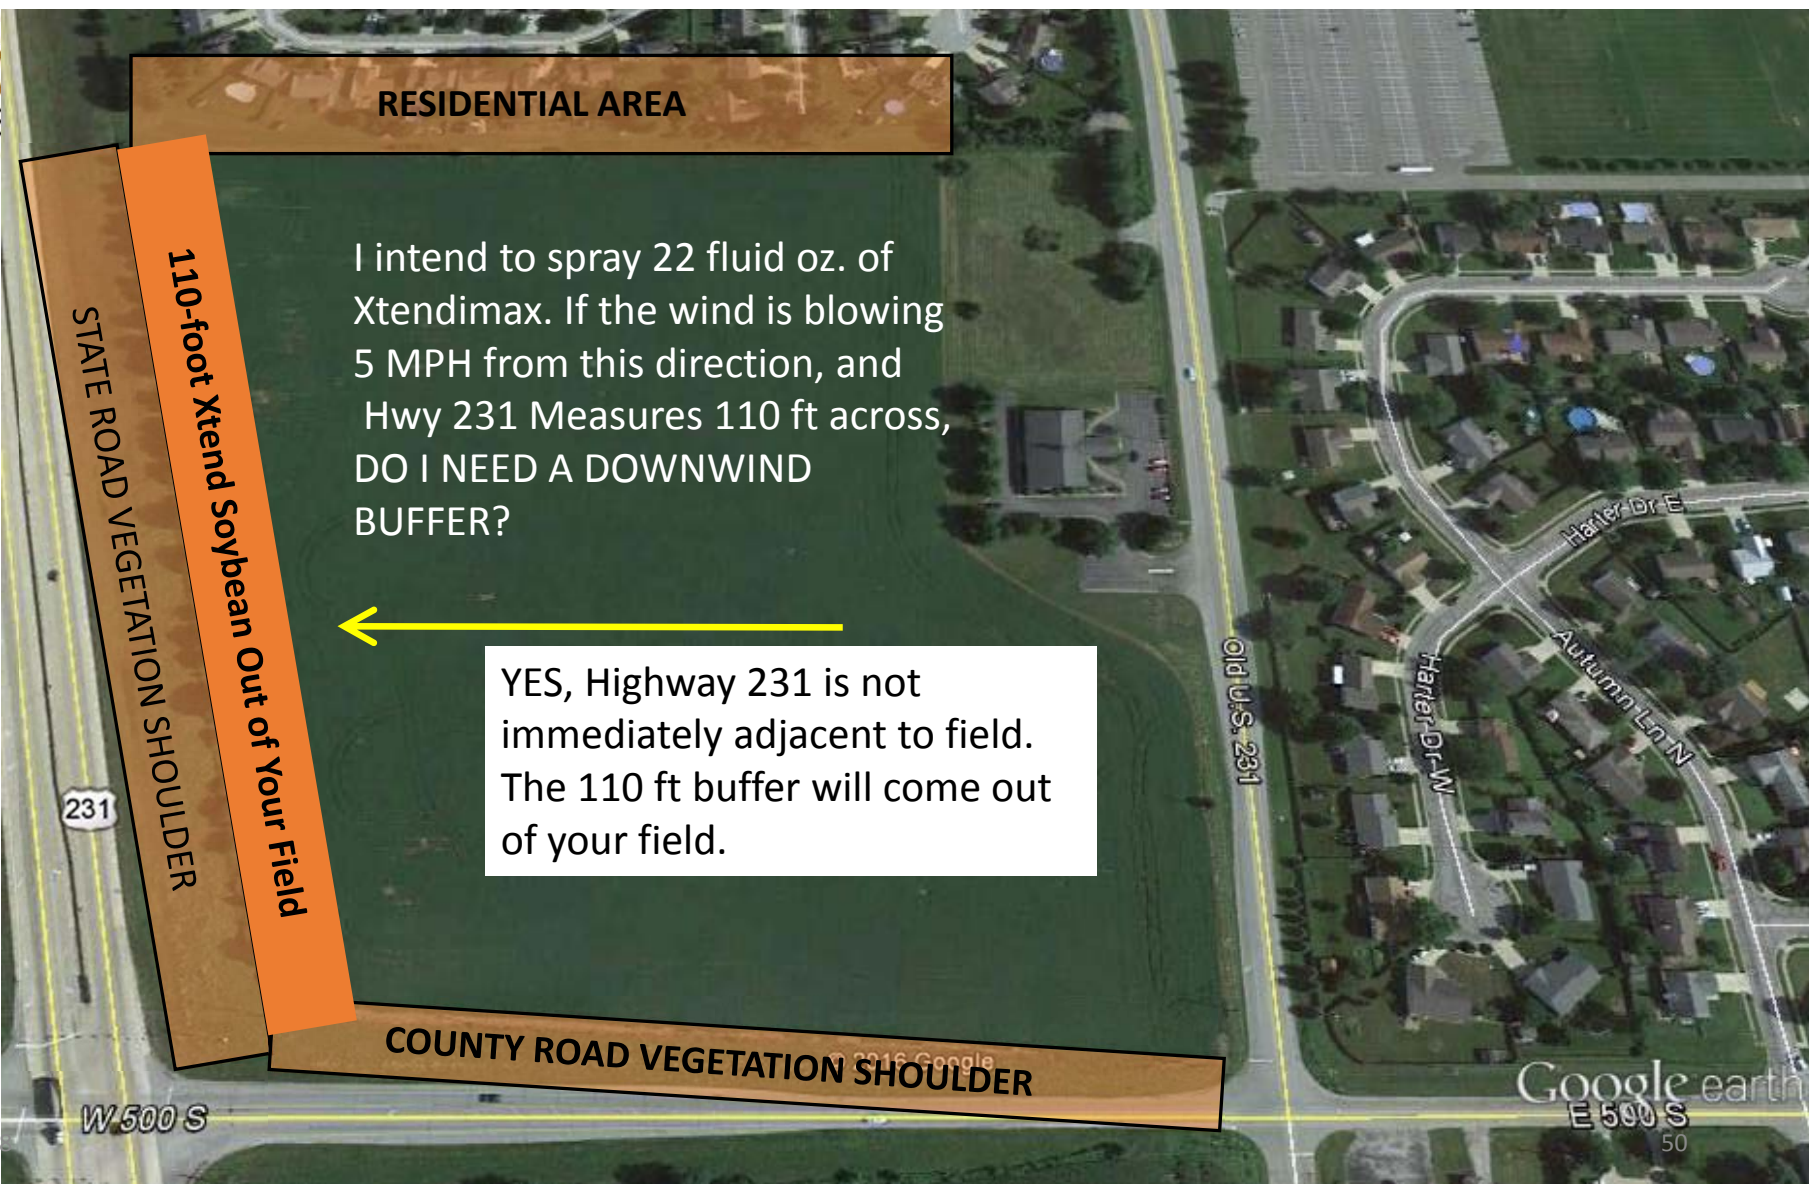 RESIDENTIAL AREA
I intend to spray 22 fluid oz. of
Xtendimax. If the wind is blowing
5 MPH from this direction, and
Hwy 231 Measures 110 ft across,
DO I NEED A DOWNWIND
BUFFER?
110-foot Xtend Soybean Out of Your Field
STATE ROAD VEGETATION SHOULDER
YES, Highway 231 is not
immediately adjacent to field.
The 110 ft buffer will come out
of your field.
231
Harter Dr E
Autumn Ln N
Harter Dr W
Old U.S. 231
COUNTY ROAD VEGETATION SHOULDER
© 2016 Google
W 500 S
Google earth
E 500 S
50